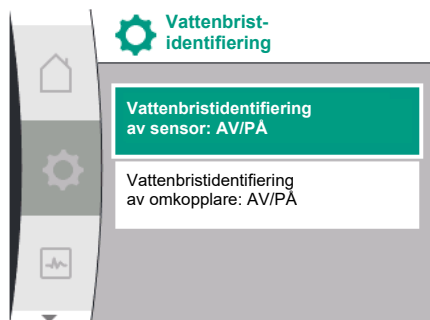 Vattenbrist-
identifiering
Vattenbristidentifiering
av sensor: AV/PÅ
Vattenbristidentifiering
av omkopplare: AV/PÅ